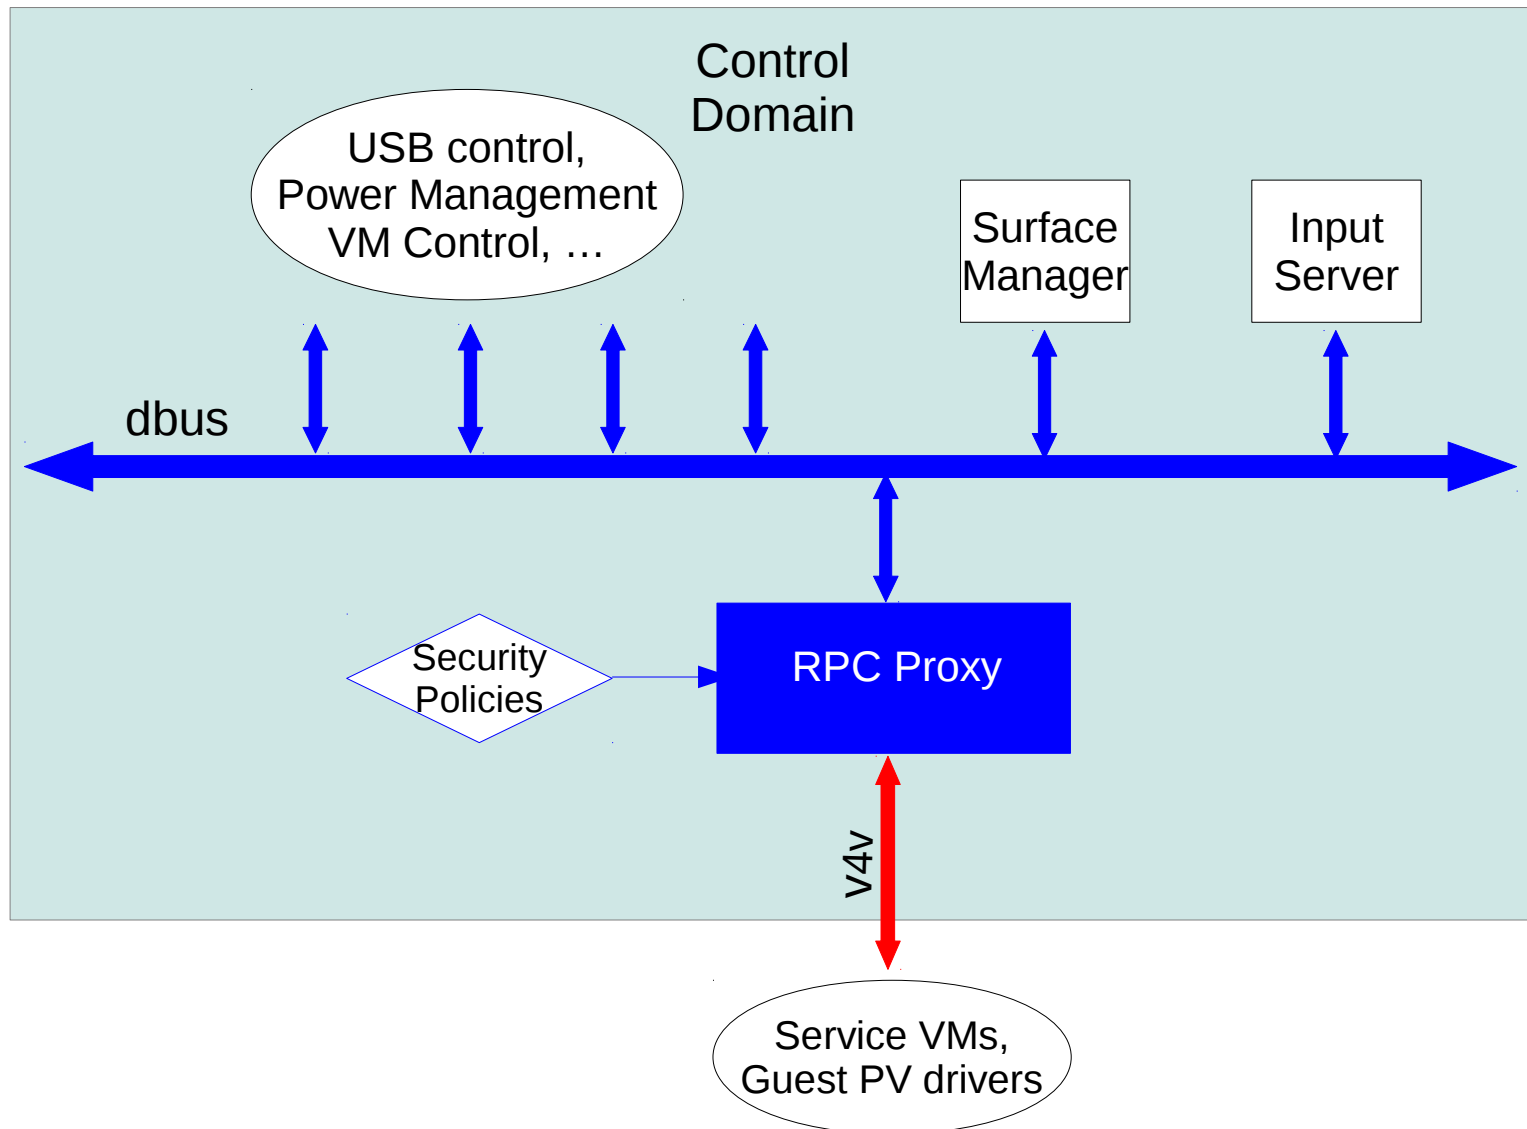 Control
Domain
USB control,
Power Management
VM Control, …
Surface
Manager
Input
Server
dbus
Security
Policies
RPC Proxy
v4v
Service VMs,
Guest PV drivers